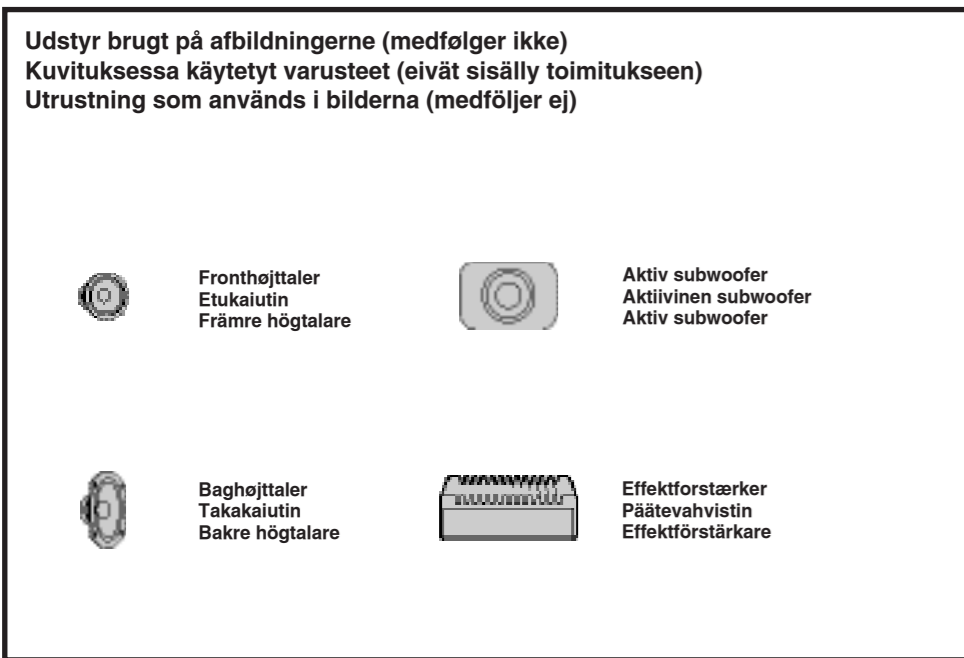 Udstyr brugt på afbildningerne (medfølger ikke)
Kuvituksessa käytetyt varusteet (eivät sisälly toimitukseen)
Utrustning som används i bilderna (medföljer ej)
Fronthøjttaler
Etukaiutin
Främre högtalare
Aktiv subwoofer
Aktiivinen subwoofer
Aktiv subwoofer
Baghøjttaler
Takakaiutin
Bakre högtalare
Effektforstærker
Päätevahvistin
Effektförstärkare